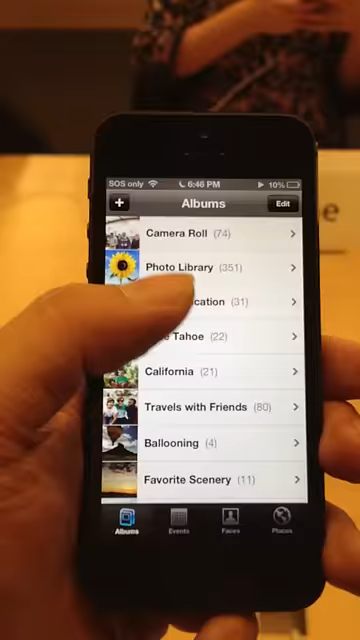 SOS only 6:46 PM 10%
+ Albums Edit
Camera Roll (74)
Photo Library (351)
(31)
Tahoe (22)
California (21)
Travels with Friends (80)
Ballooning (4)
Favorite Scenery (11)
Albums Events Faces Places